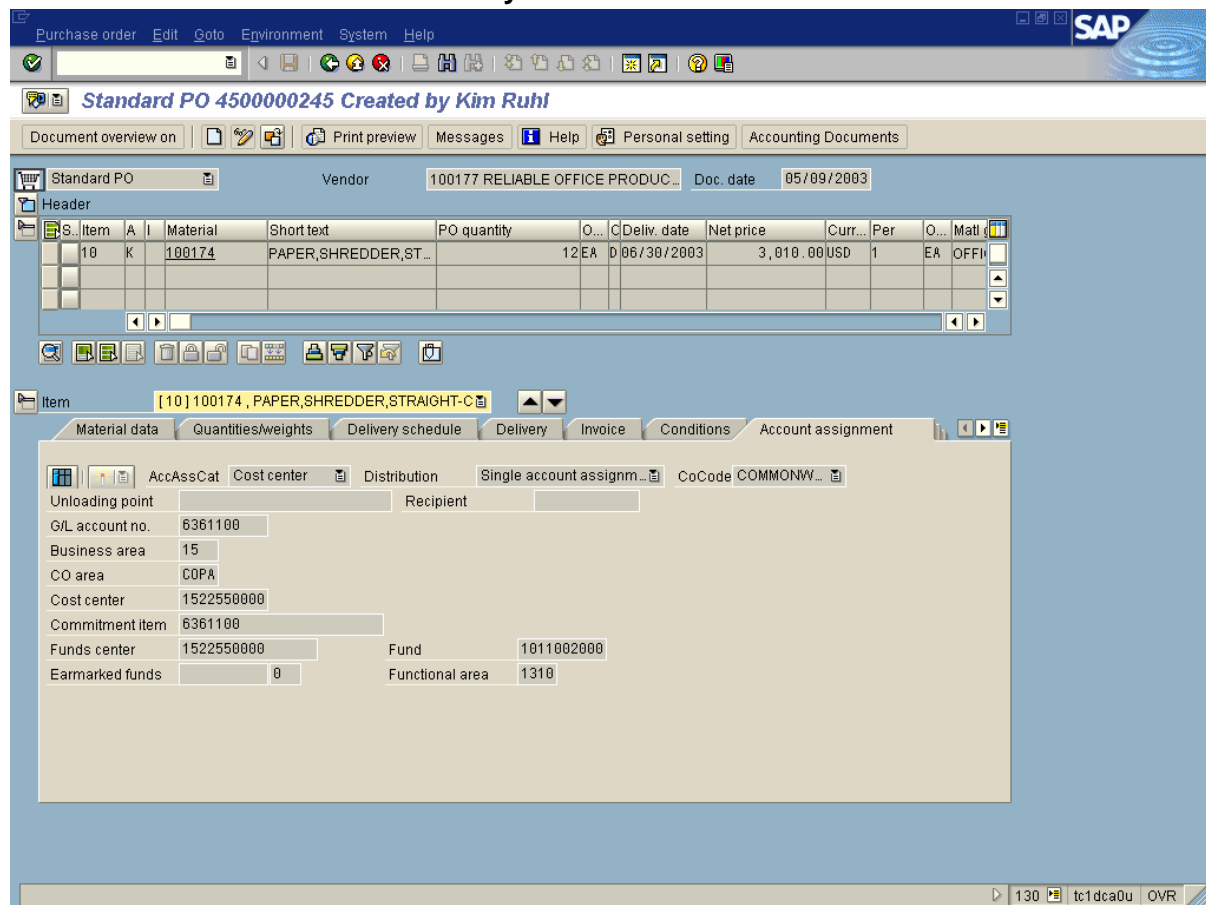 Purchase order Edit Goto Environment System Help
SAP
Standard PO 4500000245 Created by Kim Ruhl
Document overview on Print preview Messages Help Personal setting Accounting Documents
Standard PO Vendor 100177 RELIABLE OFFICE PRODUC... Doc. date 05/09/2003
Header
S.. Item A I Material Short text PO quantity O... C Deliv. date Net price Curr... Per O... Matl
10 K 100174 PAPER,SHREDDER,ST... 12 EA D 06/30/2003 3,010.00 USD 1 EA OFFI
Item [10] 100174 , PAPER,SHREDDER,STRAIGHT-C
Material data Quantities/weights Delivery schedule Delivery Invoice Conditions Account assignment
AccAssCat Cost center Distribution Single account assignm... CoCode COMMONW...
Unloading point Recipient
G/L account no. 6361100
Business area 15
CO area COPA
Cost center 1522550000
Commitment item 6361100
Funds center 1522550000 Fund 1011002000
Earmarked funds 0 Functional area 1310
130 tc1dca0u OVR